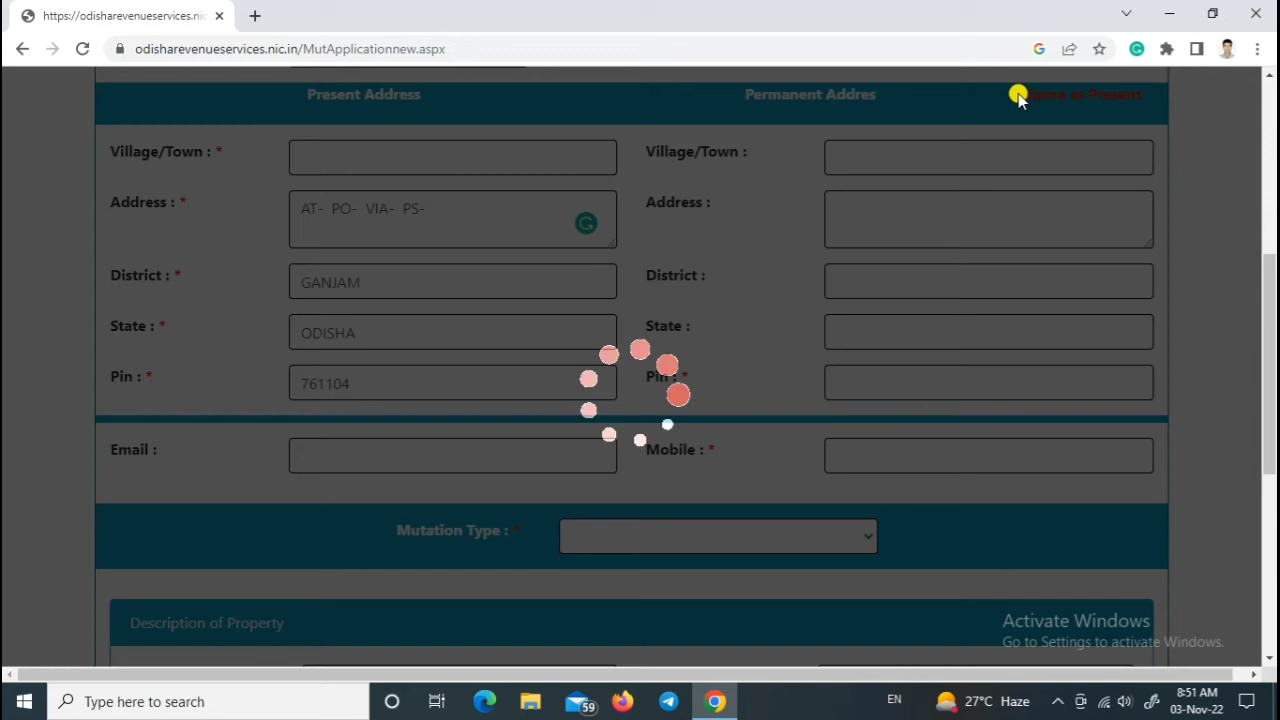 https://odisharevenueservices.nic
odisharevenueservices.nic.in/MutApplicationnew.aspx
Present Address
Permanent Addres
as Present
Village/Town : *
Village/Town :
Address : *
AT- PO- VIA- PS-
Address :
District : *
GANJAM
District :
State : *
ODISHA
State :
Pin : *
761104
Pin : *
Email :
Mobile : *
Mutation Type : *
Description of Property
Activate Windows
Go to Settings to activate Windows.
Type here to search
59
EN
27°C Haze
8:51 AM
03-Nov-22